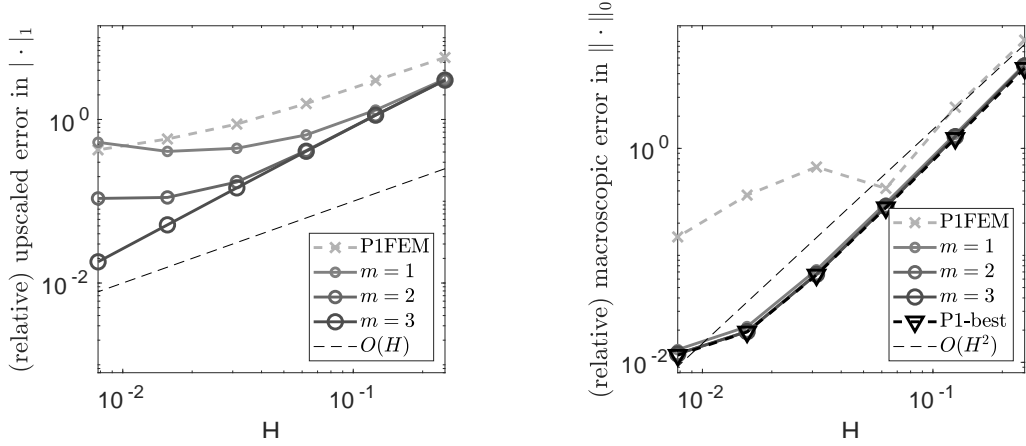 (relative) upscaled error in | · |₁
10⁰
10⁻²
10⁻²
10⁻¹
H
P1FEM
m = 1
m = 2
m = 3
O(H)
(relative) macroscopic error in ‖ · ‖₀
10⁰
10⁻²
10⁻²
10⁻¹
H
P1FEM
m = 1
m = 2
m = 3
P1-best
O(H²)